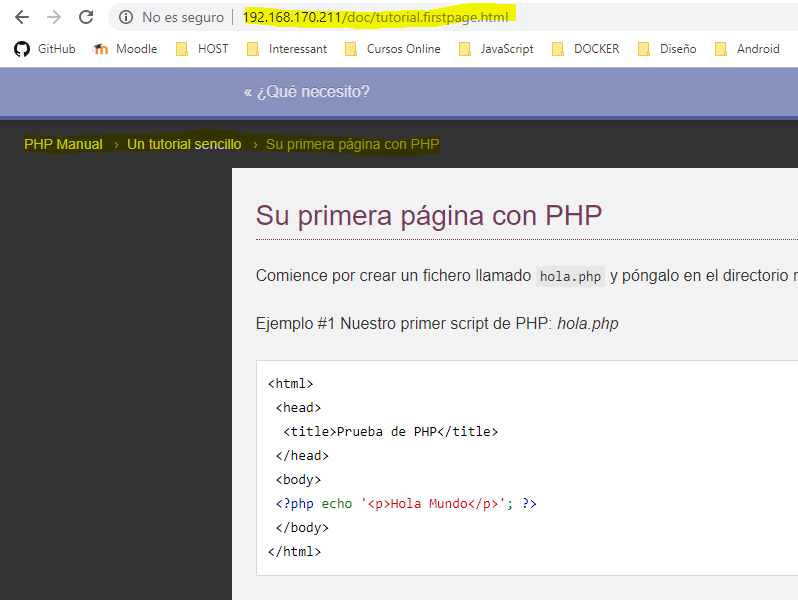 No es seguro | 192.168.170.211/doc/tutorial.firstpage.html
GitHub Moodle HOST Interessant Cursos Online JavaScript DOCKER Diseño Android
« ¿Qué necesito?
PHP Manual › Un tutorial sencillo › Su primera página con PHP
Su primera página con PHP
Comience por crear un fichero llamado hola.php y póngalo en el directorio
Ejemplo #1 Nuestro primer script de PHP: hola.php
<html>
<head>
<title>Prueba de PHP</title>
</head>
<body>
<?php echo '<p>Hola Mundo</p>'; ?>
</body>
</html>